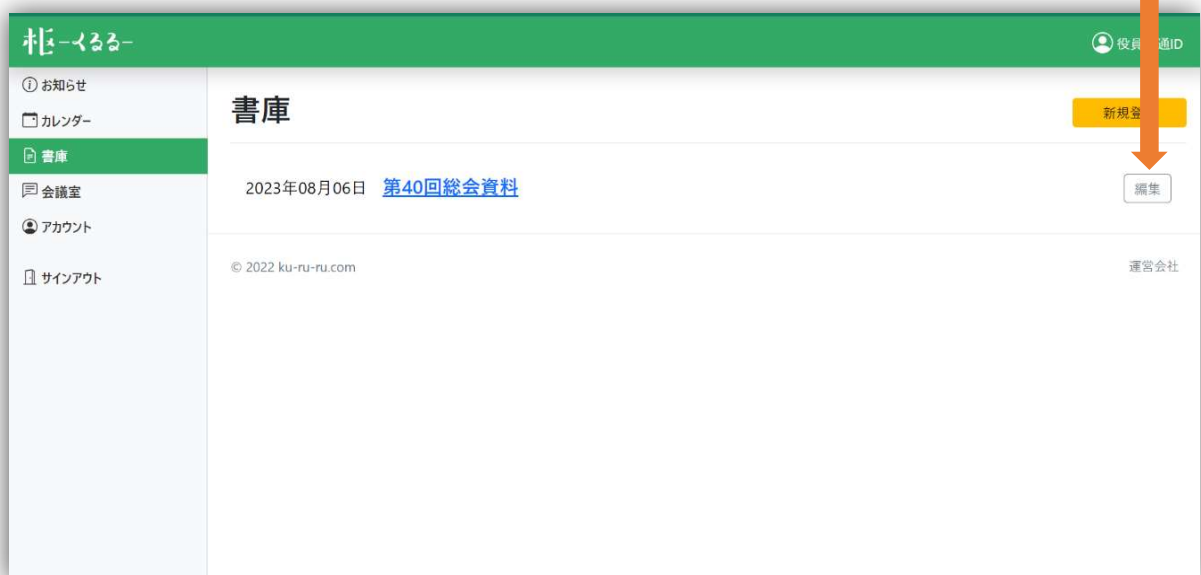 枢-くるる-
役員 通ID
お知らせ
カレンダー
書庫
会議室
アカウント
サインアウト
書庫
新規登
2023年08月06日 第40回総会資料
編集
© 2022 ku-ru-ru.com
運営会社